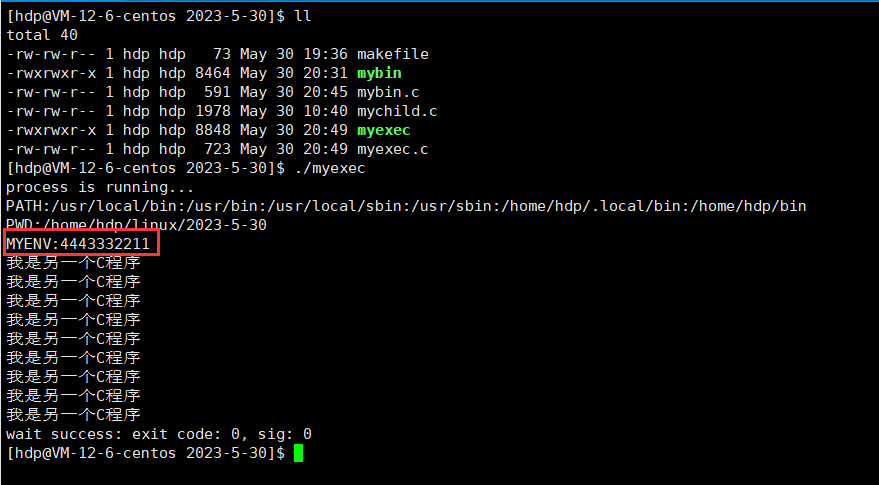 [hdp@VM-12-6-centos 2023-5-30]$ ll
total 40
-rw-rw-r-- 1 hdp hdp   73 May 30 19:36 makefile
-rwxrwxr-x 1 hdp hdp 8464 May 30 20:31 mybin
-rw-rw-r-- 1 hdp hdp  591 May 30 20:45 mybin.c
-rw-rw-r-- 1 hdp hdp 1978 May 30 10:40 mychild.c
-rwxrwxr-x 1 hdp hdp 8848 May 30 20:49 myexec
-rw-rw-r-- 1 hdp hdp  723 May 30 20:49 myexec.c
[hdp@VM-12-6-centos 2023-5-30]$ ./myexec
process is running...
PATH:/usr/local/bin:/usr/bin:/usr/local/sbin:/usr/sbin:/home/hdp/.local/bin:/home/hdp/bin
PWD:/home/hdp/linux/2023-5-30
MYENV:4443332211
我是另一个C程序
我是另一个C程序
我是另一个C程序
我是另一个C程序
我是另一个C程序
我是另一个C程序
我是另一个C程序
我是另一个C程序
我是另一个C程序
wait success: exit code: 0, sig: 0
[hdp@VM-12-6-centos 2023-5-30]$